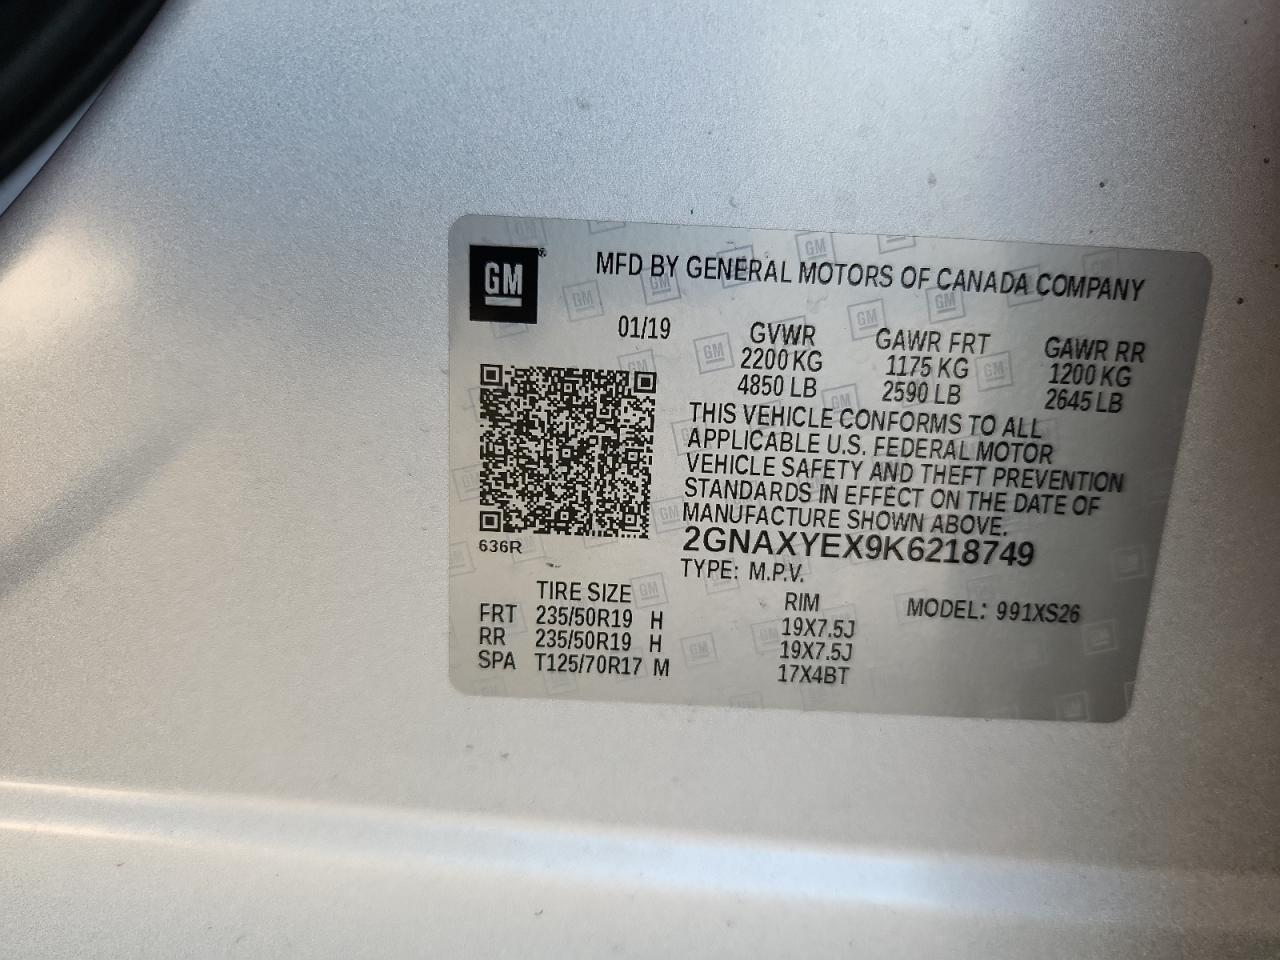 GM
MFD BY GENERAL MOTORS OF CANADA COMPANY
01/19
GVWR GAWR FRT GAWR RR
2200 KG 1175 KG 1200 KG
4850 LB 2590 LB 2645 LB
THIS VEHICLE CONFORMS TO ALL
APPLICABLE U.S. FEDERAL MOTOR
VEHICLE SAFETY AND THEFT PREVENTION
STANDARDS IN EFFECT ON THE DATE OF
MANUFACTURE SHOWN ABOVE.
2GNAXYEX9K6218749
636R
TYPE: M.P.V.
TIRE SIZE RIM MODEL: 991XS26
FRT 235/50R19 H 19X7.5J
RR 235/50R19 H 19X7.5J
SPA T125/70R17 M 17X4BT